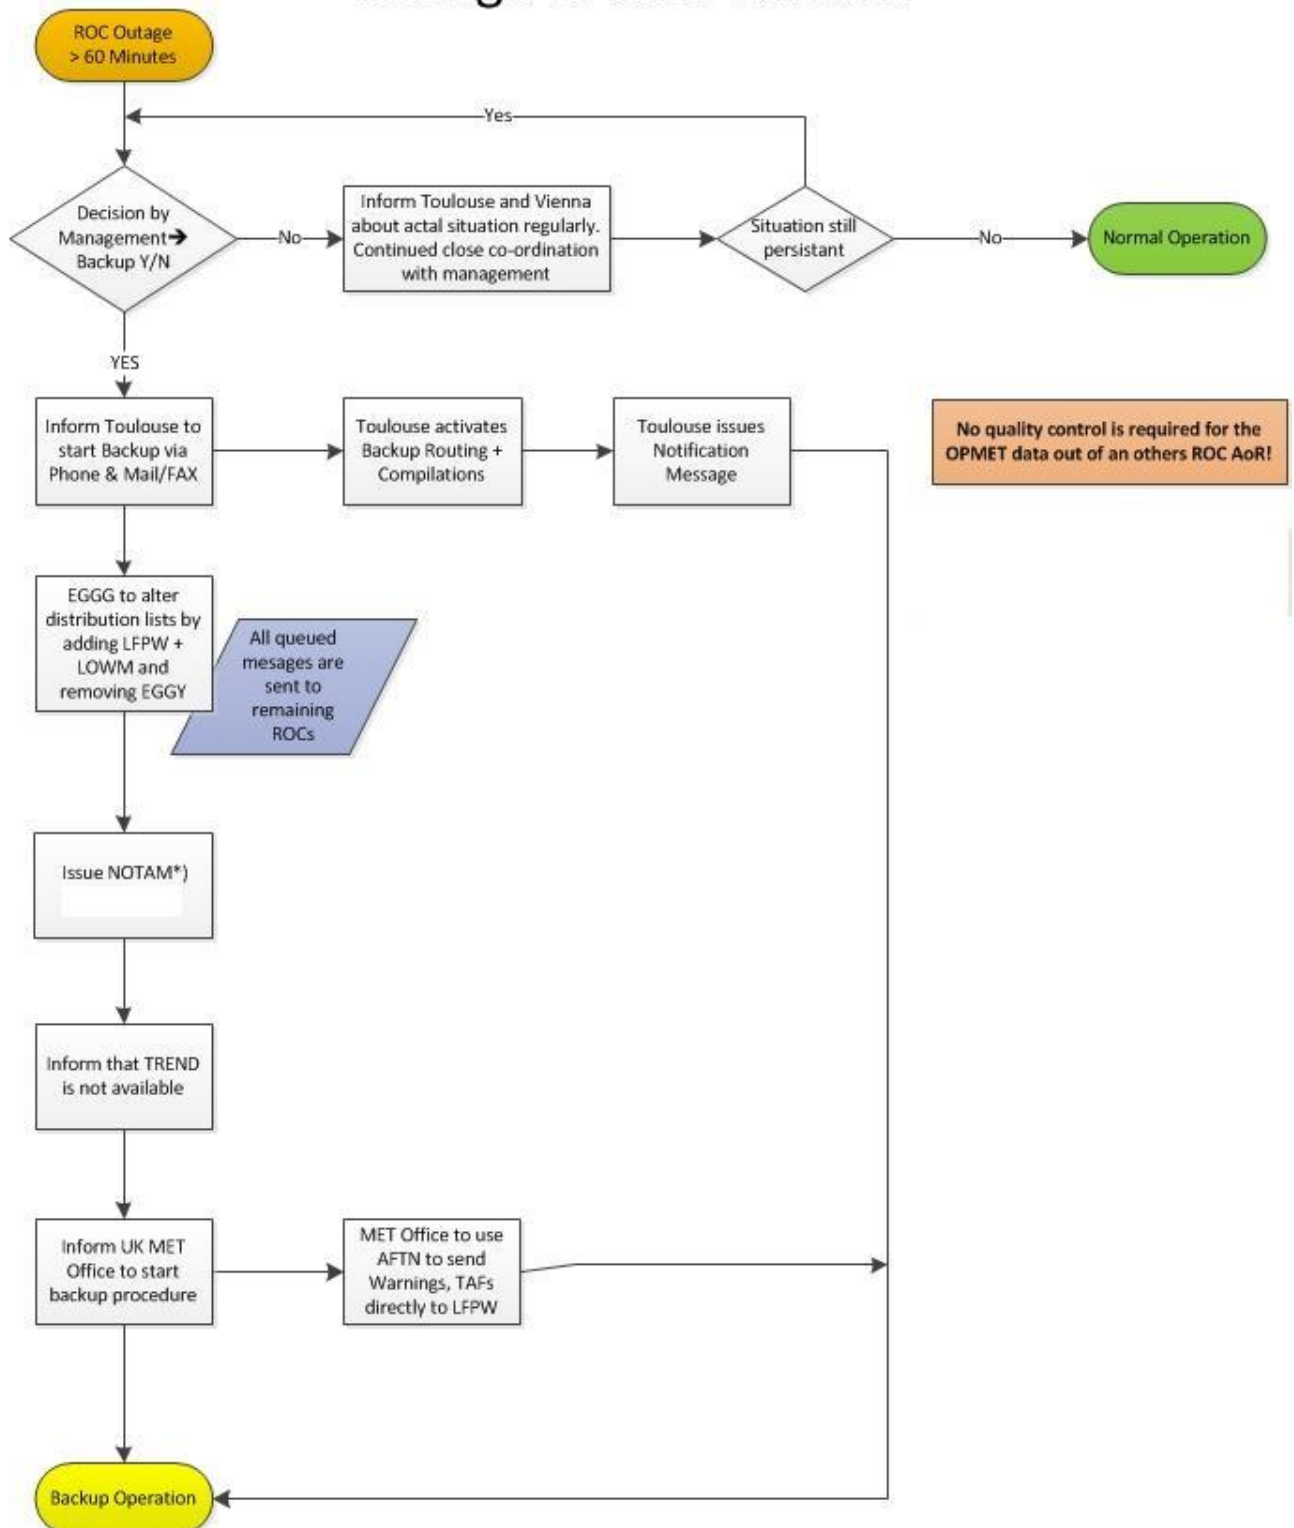 ROC Outage
> 60 Minutes
Yes
Decision by
Management➔
Backup Y/N
No
Inform Toulouse and Vienna
about actal situation regularly.
Continued close co-ordination
with management
Situation still
persistant
No
Normal Operation
YES
Inform Toulouse to
start Backup via
Phone & Mail/FAX
Toulouse activates
Backup Routing +
Compilations
Toulouse issues
Notification
Message
No quality control is required for the
OPMET data out of an others ROC AoR!
EGGG to alter
distribution lists by
adding LFPW +
LOWM and
removing EGGY
All queued
mesages are
sent to
remaining
ROCs
Issue NOTAM*)
Inform that TREND
is not available
Inform UK MET
Office to start
backup procedure
MET Office to use
AFTN to send
Warnings, TAFs
directly to LFPW
Backup Operation